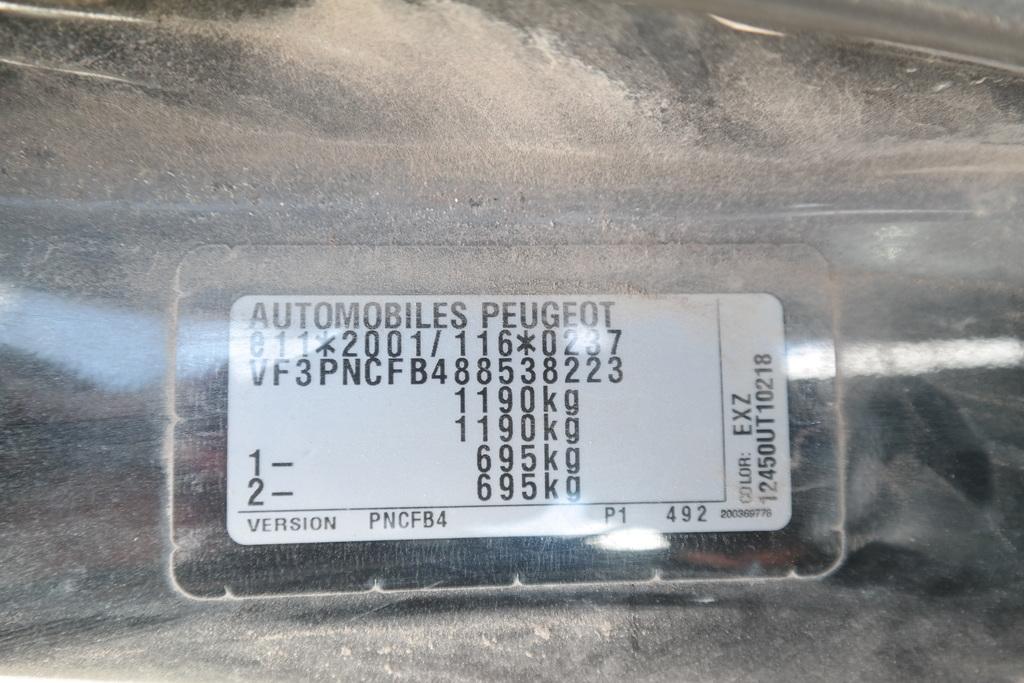 AUTOMOBILES PEUGEOT
e11*2001/116*0237
VF3PNCFB488538223
1190kg
1190kg
1- 695kg
2- 695kg
VERSION PNCFB4 P1 492
COLOR: EXZ
12450UT10218
200369778